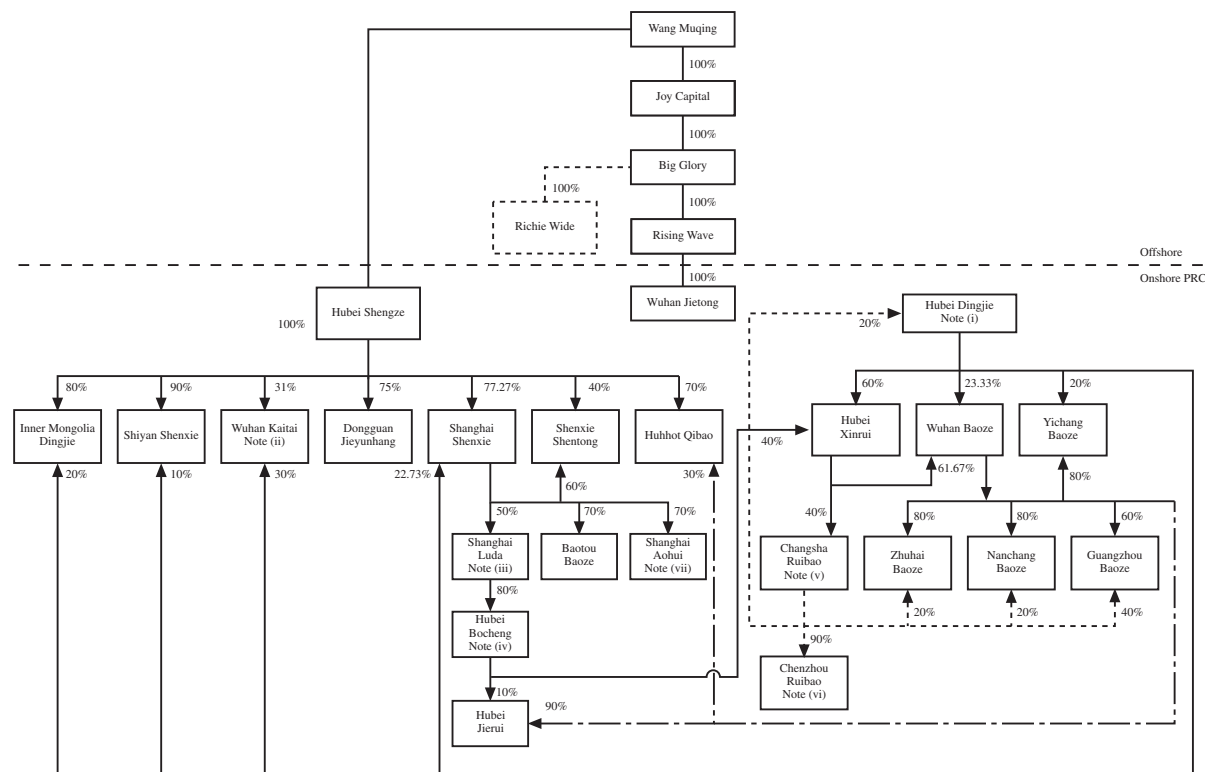 Wang Muqing
100%
Joy Capital
100%
Big Glory
100%
100%
Richie Wide
Rising Wave
Offshore
100%
Onshore PRC
Hubei Shengze
100%
Wuhan Jietong
Hubei Dingjie
Note (i)
20%
80%
90%
31%
75%
77.27%
40%
70%
60%
23.33%
20%
Inner Mongolia
Dingjie
Shiyan Shenxie
Wuhan Kaitai
Note (ii)
Dongguan
Jieyunhang
Shanghai
Shenxie
Shenxie
Shentong
Huhhot Qibao
40%
Hubei
Xinrui
Wuhan Baoze
Yichang
Baoze
20%
10%
30%
22.73%
60%
30%
61.67%
80%
50%
70%
70%
40%
80%
80%
60%
Shanghai
Luda
Note (iii)
Baotou
Baoze
Shanghai
Aohui
Note (vii)
Changsha
Ruibao
Note (v)
Zhuhai
Baoze
Nanchang
Baoze
Guangzhou
Baoze
80%
20%
20%
40%
Hubei
Bocheng
Note (iv)
90%
Chenzhou
Ruibao
Note (vi)
10%
90%
Hubei
Jierui